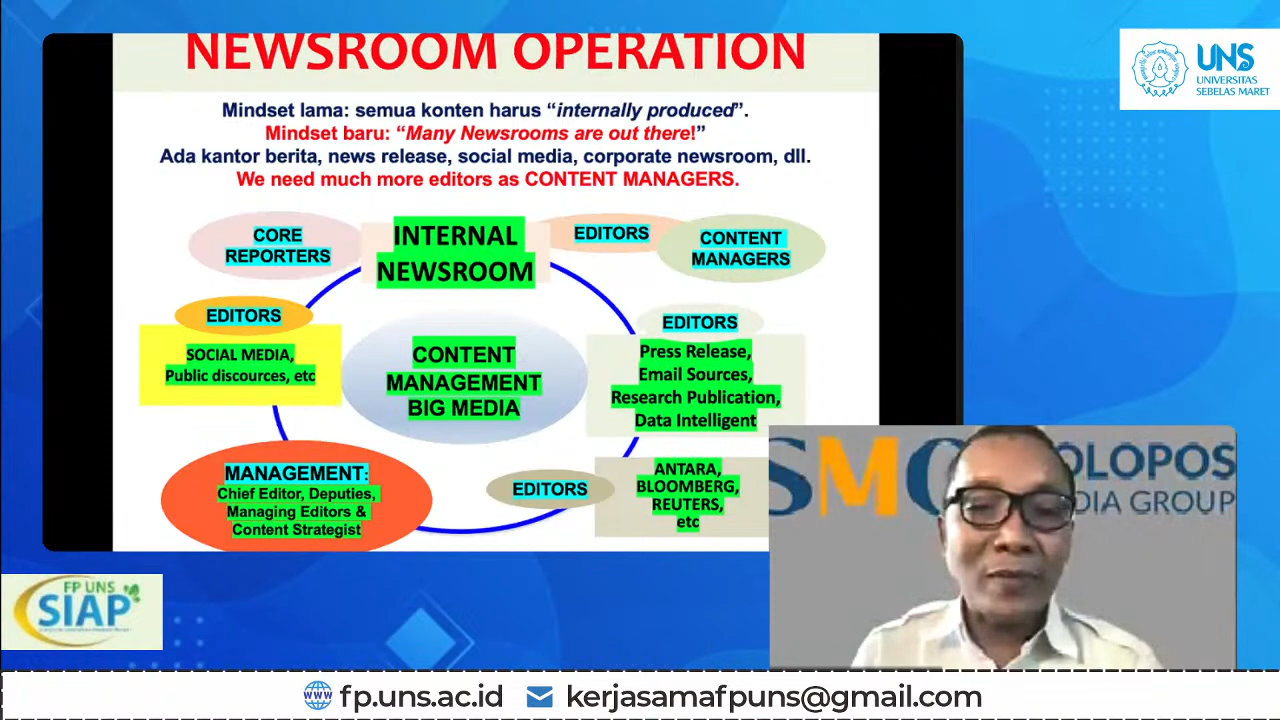 NEWSROOM OPERATION
Mindset lama: semua konten harus “internally produced”.
Mindset baru: “Many Newsrooms are out there!”
Ada kantor berita, news release, social media, corporate newsroom, dll.
We need much more editors as CONTENT MANAGERS.
CORE
REPORTERS
INTERNAL
NEWSROOM
EDITORS
CONTENT
MANAGERS
EDITORS
SOCIAL MEDIA,
Public discources, etc
CONTENT
MANAGEMENT
BIG MEDIA
EDITORS
Press Release,
Email Sources,
Research Publication,
Data Intelligent
MANAGEMENT:
Chief Editor, Deputies,
Managing Editors &
Content Strategist
EDITORS
ANTARA,
BLOOMBERG,
REUTERS,
etc
UNS
UNIVERSITAS
SEBELAS MARET
SM
OLOPOS
DIA GROUP
FP UNS
SIAP
www
fp.uns.ac.id
kerjasamafpuns@gmail.com